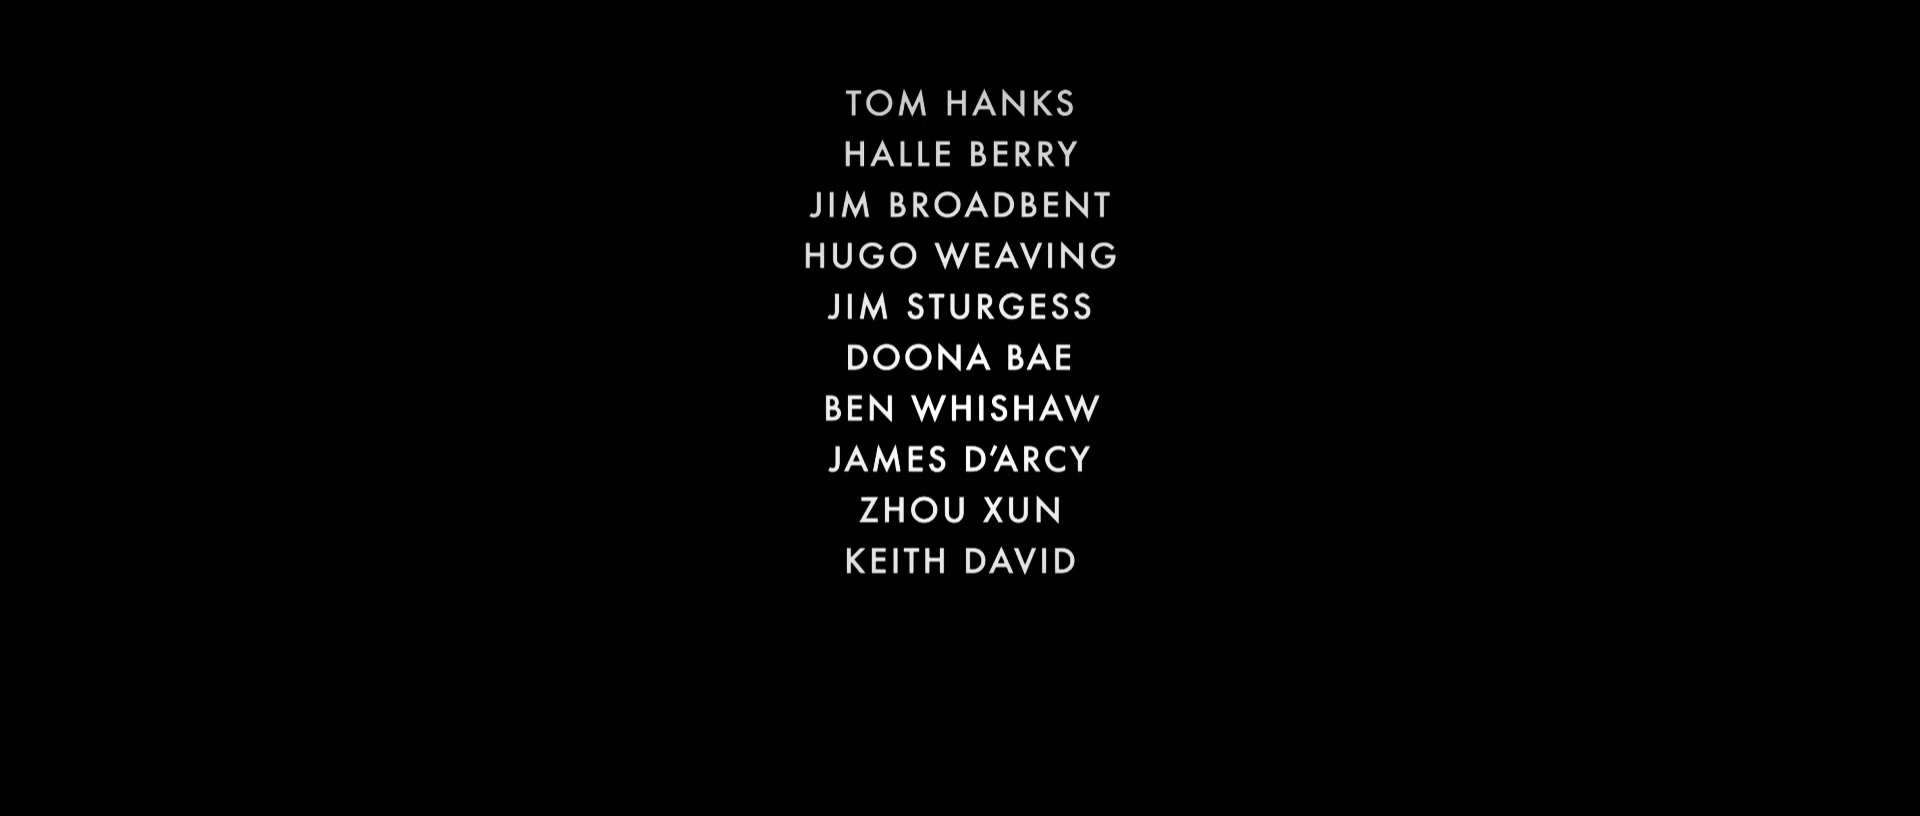 TOM HANKS
HALLE BERRY
JIM BROADBENT
HUGO WEAVING
JIM STURGESS
DOONA BAE
BEN WHISHAW
JAMES D’ARCY
ZHOU XUN
KEITH DAVID